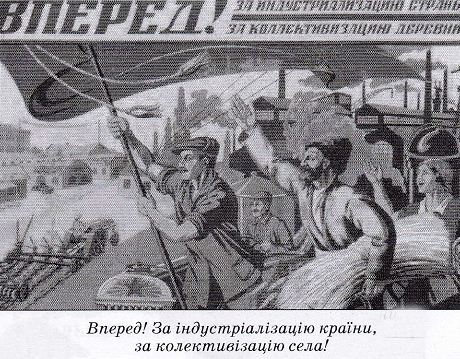 ВПЕРЕД!
ЗА ИНДУСТРИАЛИЗАЦИЮ СТРАНЫ
ЗА КОЛЛЕКТИВИЗАЦИЮ ДЕРЕВНИ
Вперед! За індустріалізацію країни,
за колективізацію села!